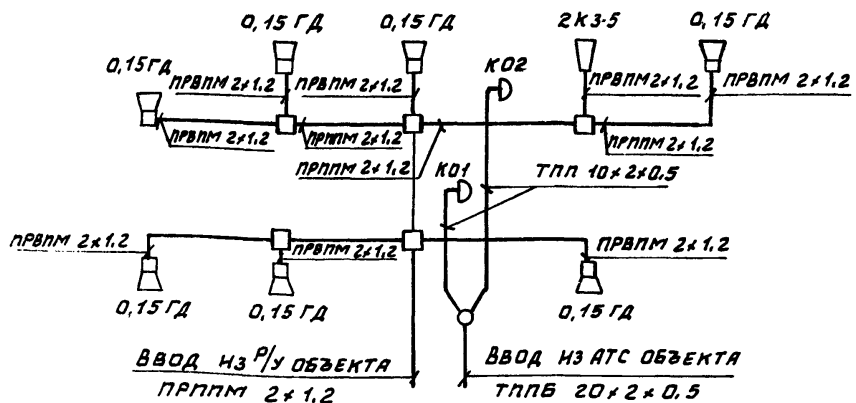 0,15 ГД
0,15 ГД
2КЗ-5
0,15 ГД
0,15 ГД
КО2
ПРВПМ 2×1,2
ПРВПМ 2×1,2
ПРВПМ 2×1,2
ПРВПМ 2×1,2
ПРВПМ 2×1,2
ПРППМ 2×1,2
ПРППМ 2×1,2
ПРППМ 2×1,2
КО1
ТПП 10×2×0,5
ПРВПМ 2×1,2
ПРВПМ 2×1,2
ПРВПМ 2×1,2
0,15 ГД
0,15 ГД
0,15 ГД
ВВОД ИЗ Р/У ОБЪЕКТА
ПРППМ 2×1,2
ВВОД ИЗ АТС ОБЪЕКТА
ТППБ 20×2×0,5